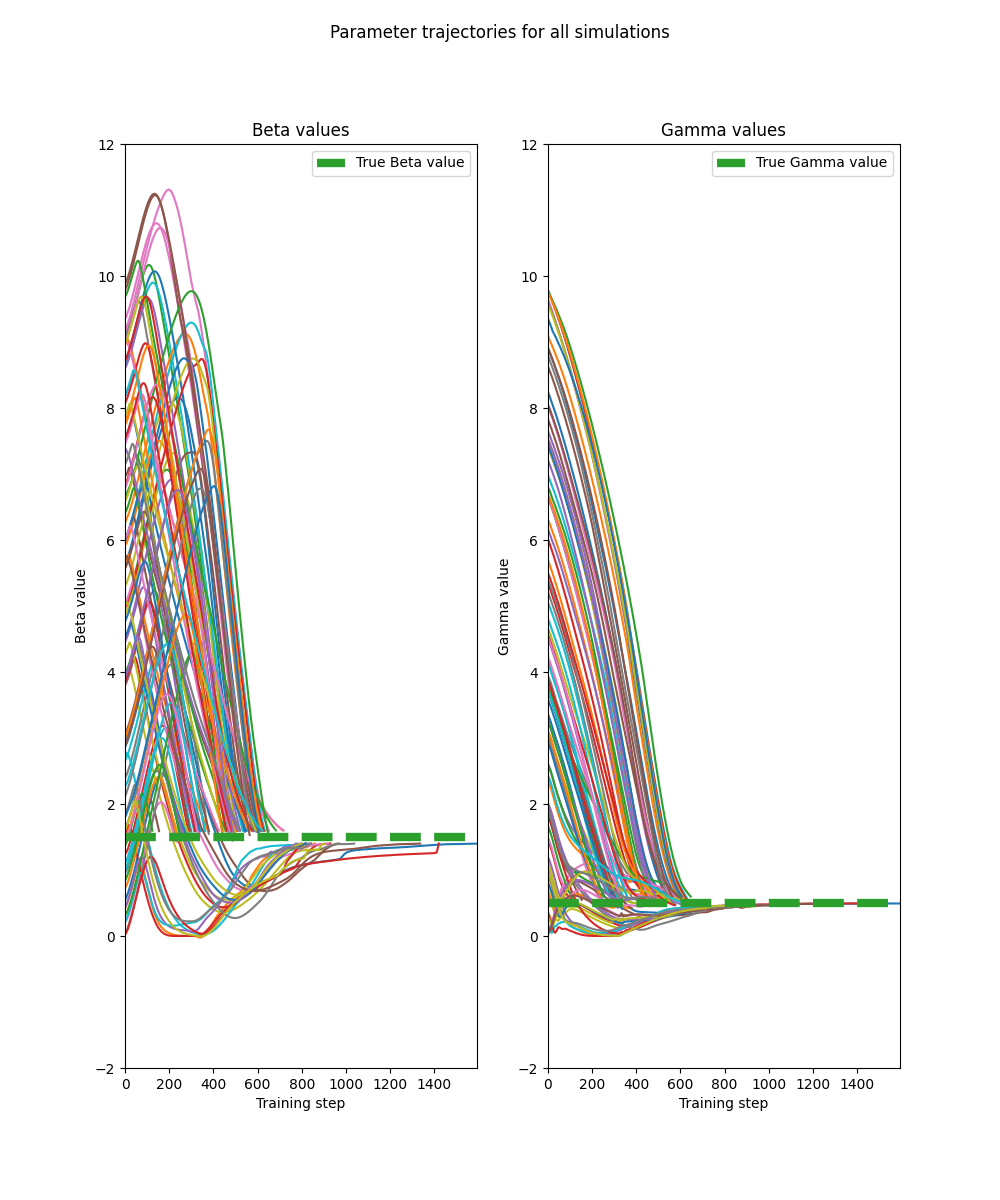 Parameter trajectories for all simulations
Beta values
True Beta value
Beta value
12
10
8
6
4
2
0
−2
0 200 400 600 800 1000 1200 1400
Training step
Gamma values
True Gamma value
Gamma value
12
10
8
6
4
2
0
−2
0 200 400 600 800 1000 1200 1400
Training step